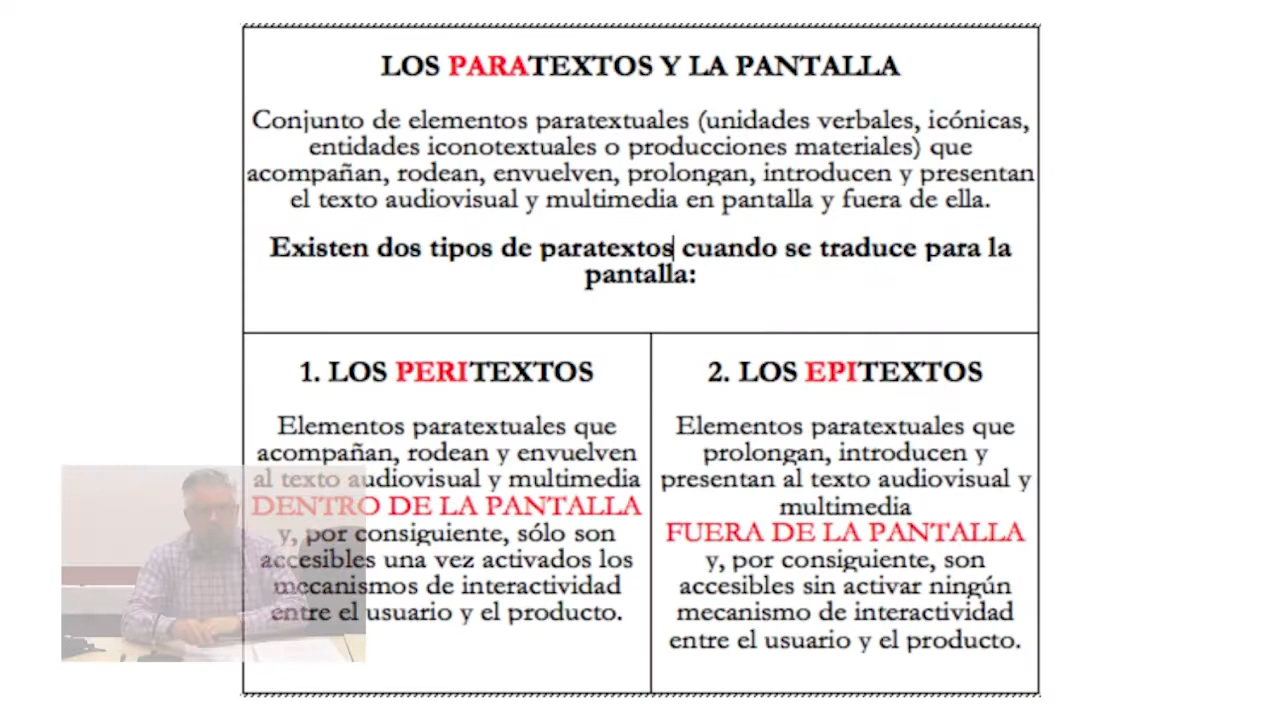 LOS PARATEXTOS Y LA PANTALLA
Conjunto de elementos paratextuales (unidades verbales, icónicas,
entidades iconotextuales o producciones materiales) que
acompañan, rodean, envuelven, prolongan, introducen y presentan
el texto audiovisual y multimedia en pantalla y fuera de ella.
Existen dos tipos de paratextos cuando se traduce para la
pantalla:
1. LOS PERITEXTOS
Elementos paratextuales que
acompañan, rodean y envuelven
al texto audiovisual y multimedia
DENTRO DE LA PANTALLA
y, por consiguiente, sólo son
accesibles una vez activados los
mecanismos de interactividad
entre el usuario y el producto.
2. LOS EPITEXTOS
Elementos paratextuales que
prolongan, introducen y
presentan al texto audiovisual y
multimedia
FUERA DE LA PANTALLA
y, por consiguiente, son
accesibles sin activar ningún
mecanismo de interactividad
entre el usuario y el producto.